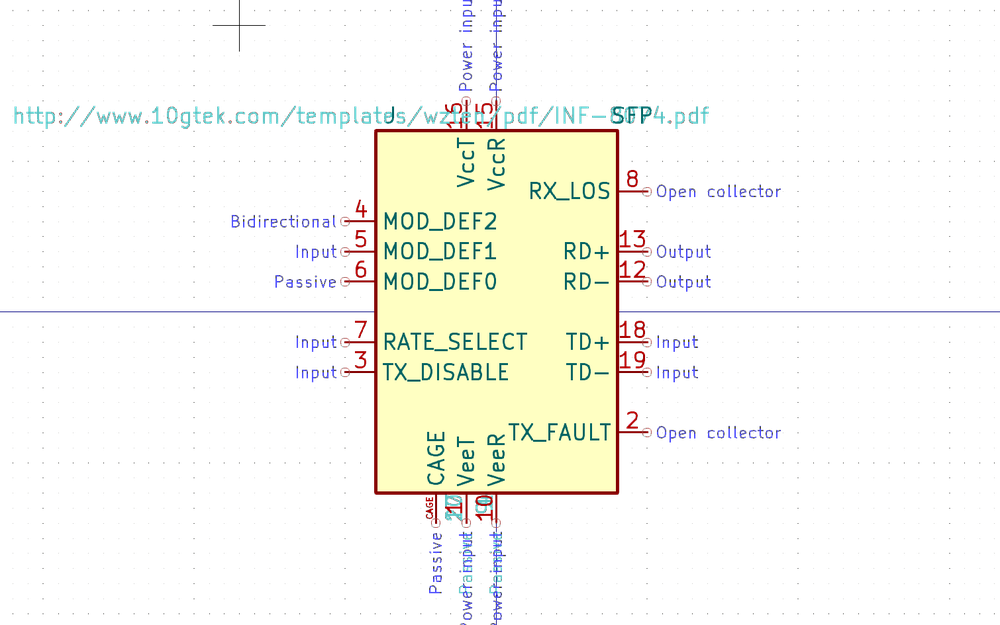 Power input
Power input
16
15
http://www.10gtek.com/templates/wzten/pdf/INF-8074.pdf
J
SFP
VccT
VccR
RX_LOS
8
Open collector
Bidirectional
4
MOD_DEF2
Input
5
MOD_DEF1
RD+
13
Output
Passive
6
MOD_DEF0
RD-
12
Output
Input
7
RATE_SELECT
TD+
18
Input
Input
3
TX_DISABLE
TD-
19
Input
TX_FAULT
2
Open collector
CAGE
VeeT
VeeR
CAGE
1
10
Passive
Power input
Power input